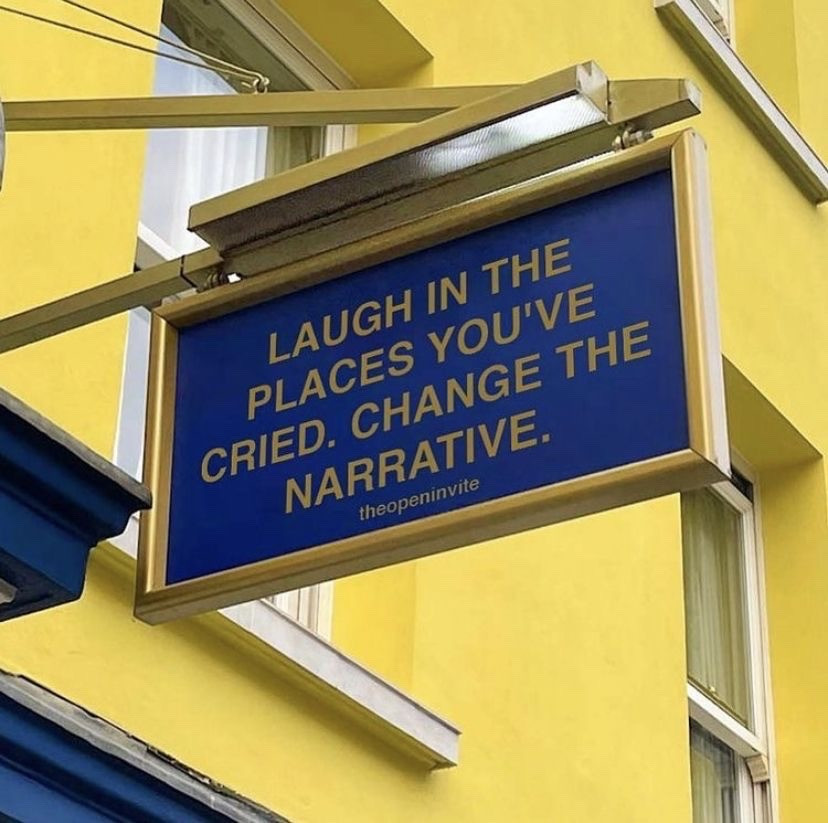 LAUGH IN THE
PLACES YOU'VE
CRIED. CHANGE THE
NARRATIVE.
theopeninvite